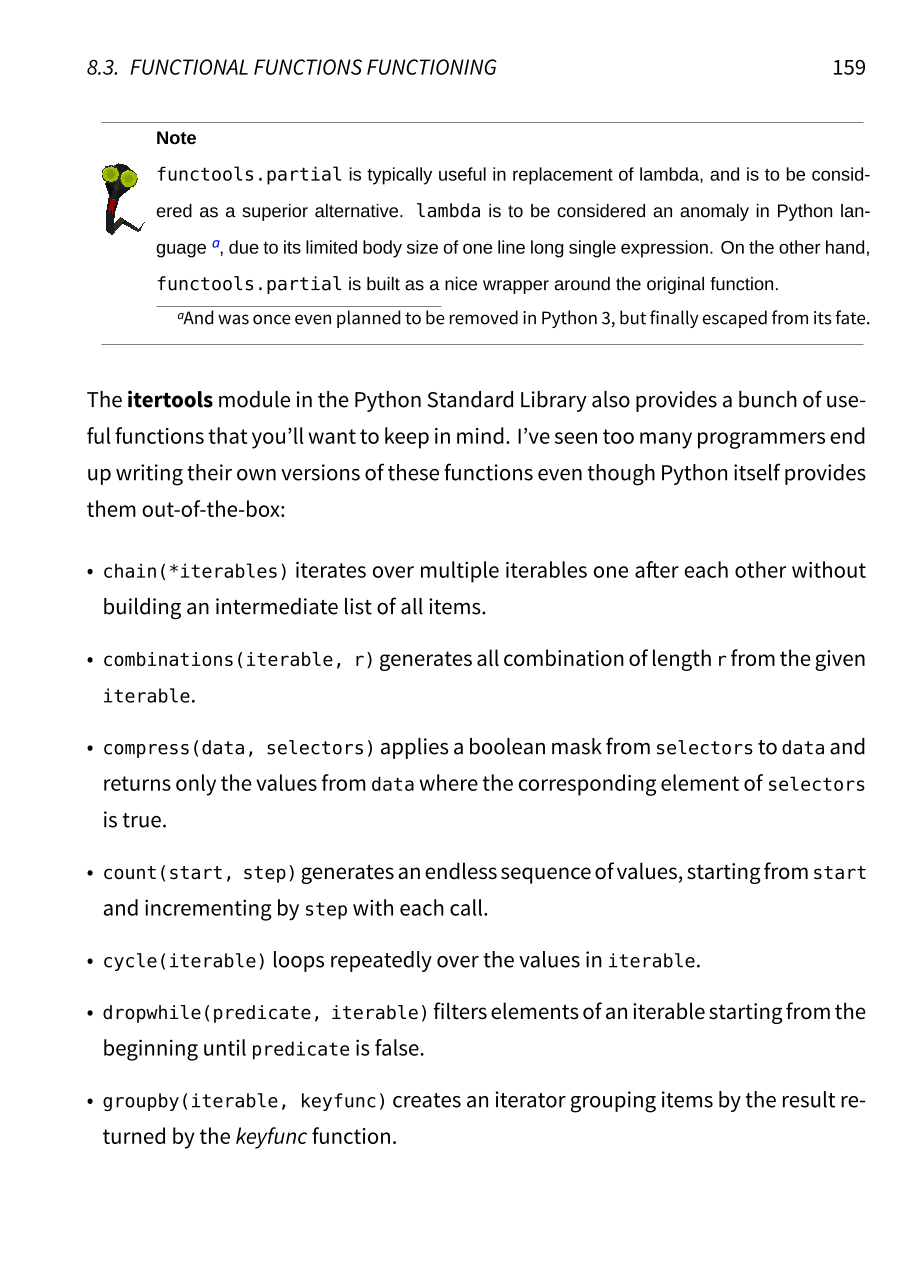 8.3. FUNCTIONAL FUNCTIONS FUNCTIONING 159
Note
functools.partial is typically useful in replacement of lambda, and is to be consid-
ered as a superior alternative. lambda is to be considered an anomaly in Python lan-
guage a, due to its limited body size of one line long single expression. On the other hand,
functools.partial is built as a nice wrapper around the original function.
aAnd was once even planned to be removed in Python 3, but finally escaped from its fate.
The itertools module in the Python Standard Library also provides a bunch of use-
ful functions that you’ll want to keep in mind. I’ve seen too many programmers end
up writing their own versions of these functions even though Python itself provides
them out-of-the-box:
• chain(*iterables) iterates over multiple iterables one after each other without
building an intermediate list of all items.
• combinations(iterable, r) generates all combination of length r from the given
iterable.
• compress(data, selectors) applies a boolean mask from selectors to data and
returns only the values from data where the corresponding element of selectors
is true.
• count(start, step) generates an endless sequence of values, starting from start
and incrementing by step with each call.
• cycle(iterable) loops repeatedly over the values in iterable.
• dropwhile(predicate, iterable) filters elements of an iterable starting from the
beginning until predicate is false.
• groupby(iterable, keyfunc) creates an iterator grouping items by the result re-
turned by the keyfunc function.